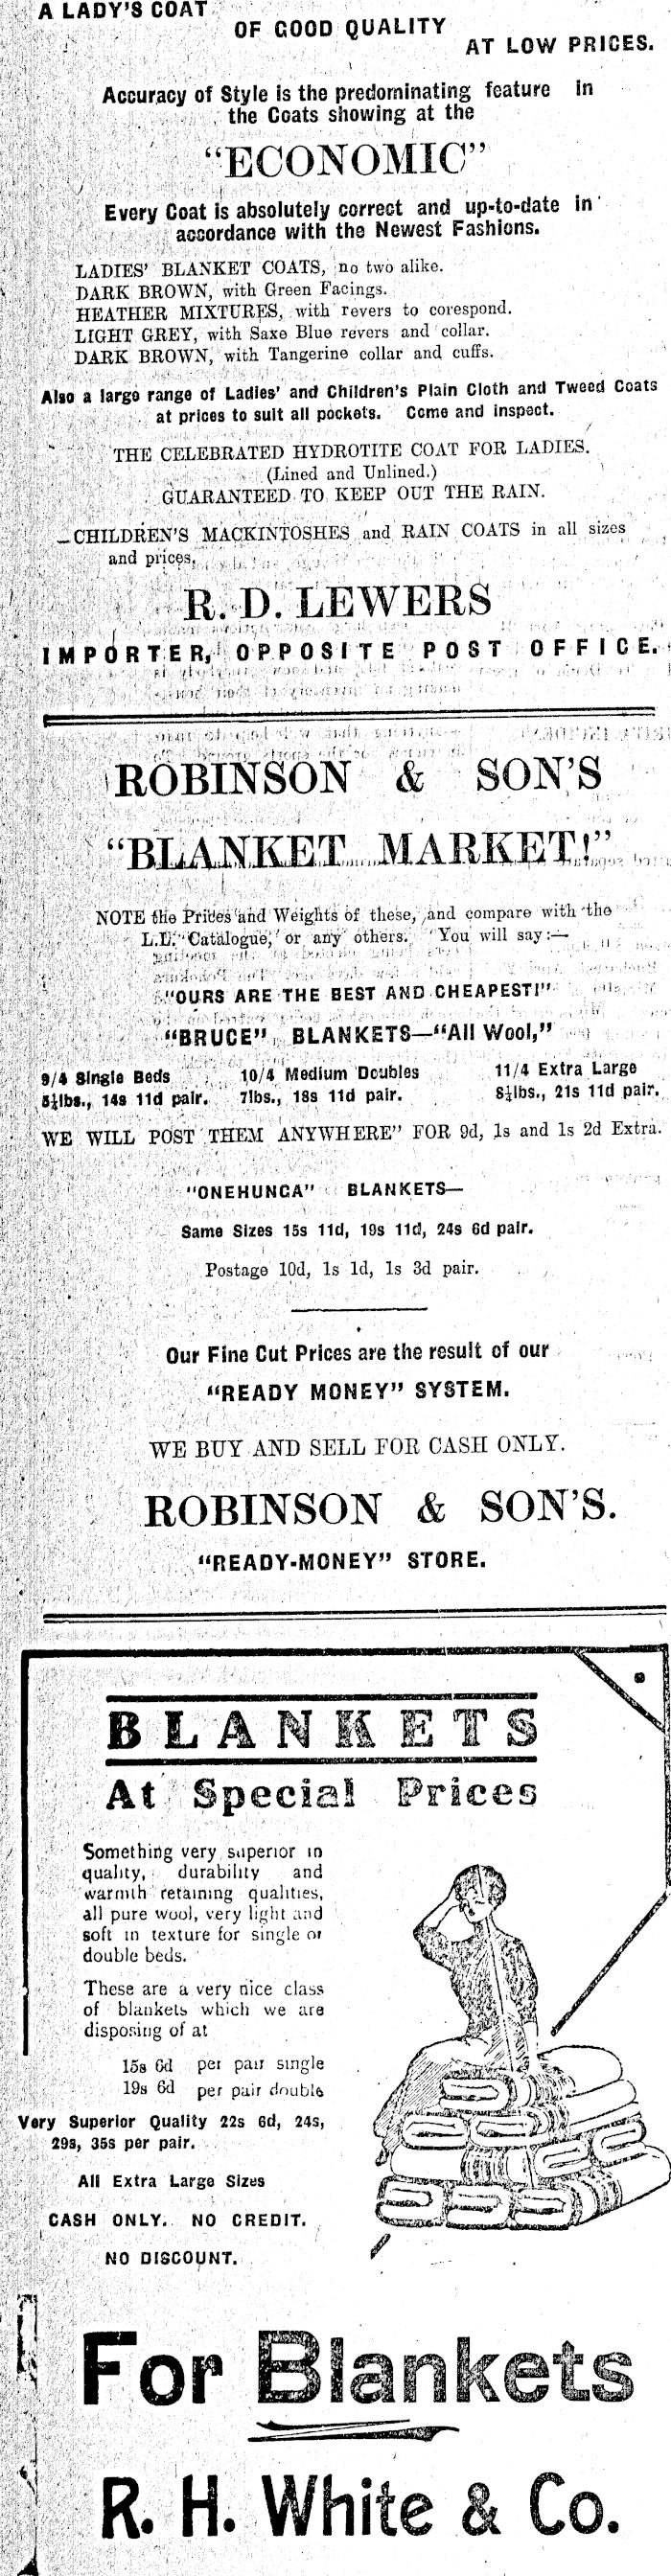 A LADY'S COAT
OF GOOD QUALITY
AT LOW PRICES.
Accuracy of Style is the predominating feature in
the Coats showing at the
"ECONOMIC"
Every Coat is absolutely correct and up-to-date in
accordance with the Newest Fashions.
LADIES' BLANKET COATS, no two alike.
DARK BROWN, with Green Facings.
HEATHER MIXTURES, with revers to corespond.
LIGHT GREY, with Saxe Blue revers and collar.
DARK BROWN, with Tangerine collar and cuffs.
Also a large range of Ladies' and Children's Plain Cloth and Tweed Coats
at prices to suit all pockets. Come and inspect.
THE CELEBRATED HYDROTITE COAT FOR LADIES.
(Lined and Unlined.)
GUARANTEED TO KEEP OUT THE RAIN.
CHILDREN'S MACKINTOSHES and RAIN COATS in all sizes
and prices.
R. D. LEWERS
IMPORTER, OPPOSITE POST OFFICE.
ROBINSON & SON'S
"BLANKET MARKET!"
NOTE the Prices and Weights of these, and compare with the
Catalogue, or any others. You will say:—
"OURS ARE THE BEST AND CHEAPEST!"
"BRUCE" BLANKETS—"All Wool,"
9/4 Single Beds 10/4 Medium Doubles 11/4 Extra Large
5½lbs., 14s 11d pair. 7lbs., 18s 11d pair. 8½lbs., 21s 11d pair.
WE WILL POST THEM ANYWHERE" FOR 9d, 1s and 1s 2d Extra.
"ONEHUNGA" BLANKETS—
Same Sizes 15s 11d, 19s 11d, 24s 6d pair.
Postage 10d, 1s 1d, 1s 3d pair.
Our Fine Cut Prices are the result of our
"READY MONEY" SYSTEM.
WE BUY AND SELL FOR CASH ONLY.
ROBINSON & SON'S.
"READY-MONEY" STORE.
BLANKETS
At Special Prices
Something very superior in
quality, durability and
warmth retaining qualities,
all pure wool, very light and
soft in texture for single or
double beds.
These are a very nice class
of blankets which we are
disposing of at
15s 6d per pair single
19s 6d per pair double
Very Superior Quality 22s 6d, 24s,
29s, 35s per pair.
All Extra Large Sizes
CASH ONLY. NO CREDIT.
NO DISCOUNT.
For Blankets
R. H. White & Co.